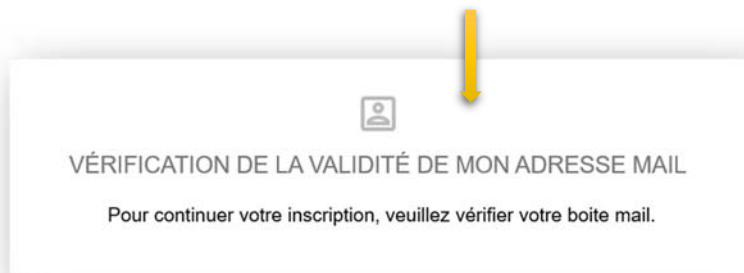 VÉRIFICATION DE LA VALIDITÉ DE MON ADRESSE MAIL
Pour continuer votre inscription, veuillez vérifier votre boite mail.